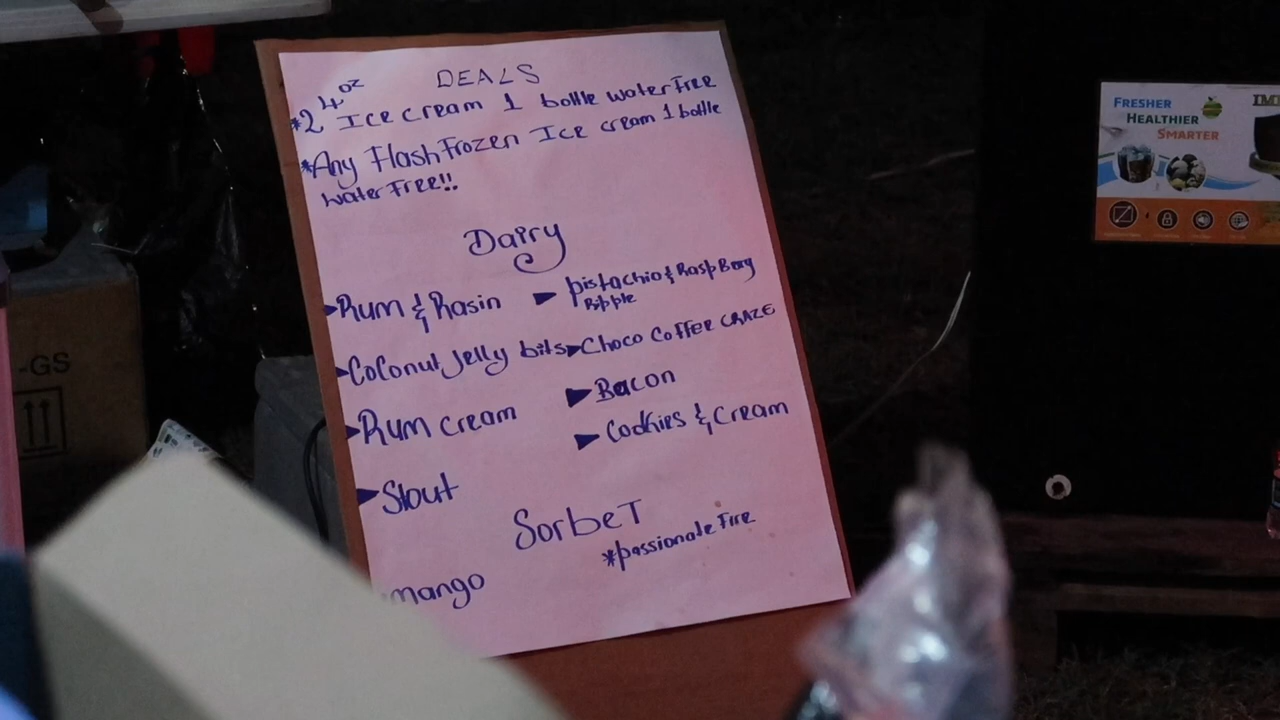 DEALS
*2 4oz Ice cream 1 bottle water Free
*Any Flash Frozen Ice cream 1 bottle
water Free!!
Dairy
Rum & Rasin
pistachio & RaspBerry
Ripple
Coconut Jelly bits
Choco Coffee CRAZE
Rum cream
Bacon
Cookies & Cream
Stout
Sorbet
*passionate Fire
mango
FRESHER
HEALTHIER
SMARTER
-GS